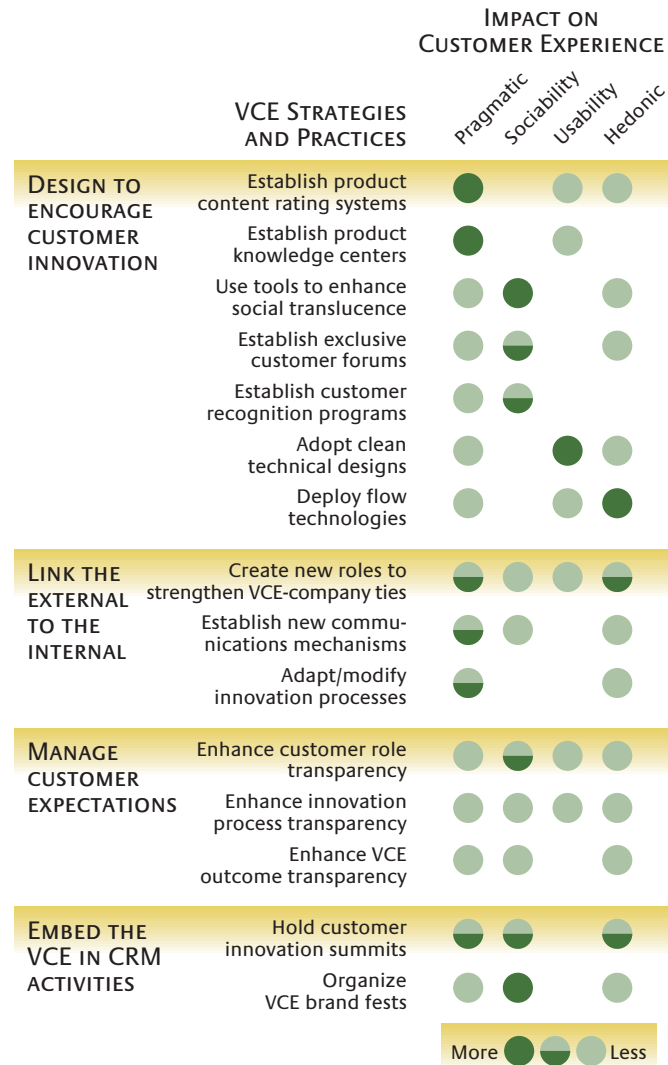 IMPACT ON
CUSTOMER EXPERIENCE
VCE STRATEGIES
AND PRACTICES
Pragmatic
Sociability
Usability
Hedonic
DESIGN TO
ENCOURAGE
CUSTOMER
INNOVATION
Establish product
content rating systems
Establish product
knowledge centers
Use tools to enhance
social translucence
Establish exclusive
customer forums
Establish customer
recognition programs
Adopt clean
technical designs
Deploy flow
technologies
LINK THE
EXTERNAL
TO THE
INTERNAL
Create new roles to
strengthen VCE-company ties
Establish new commu-
nications mechanisms
Adapt/modify
innovation processes
MANAGE
CUSTOMER
EXPECTATIONS
Enhance customer role
transparency
Enhance innovation
process transparency
Enhance VCE
outcome transparency
EMBED THE
VCE IN CRM
ACTIVITIES
Hold customer
innovation summits
Organize
VCE brand fests
More Less